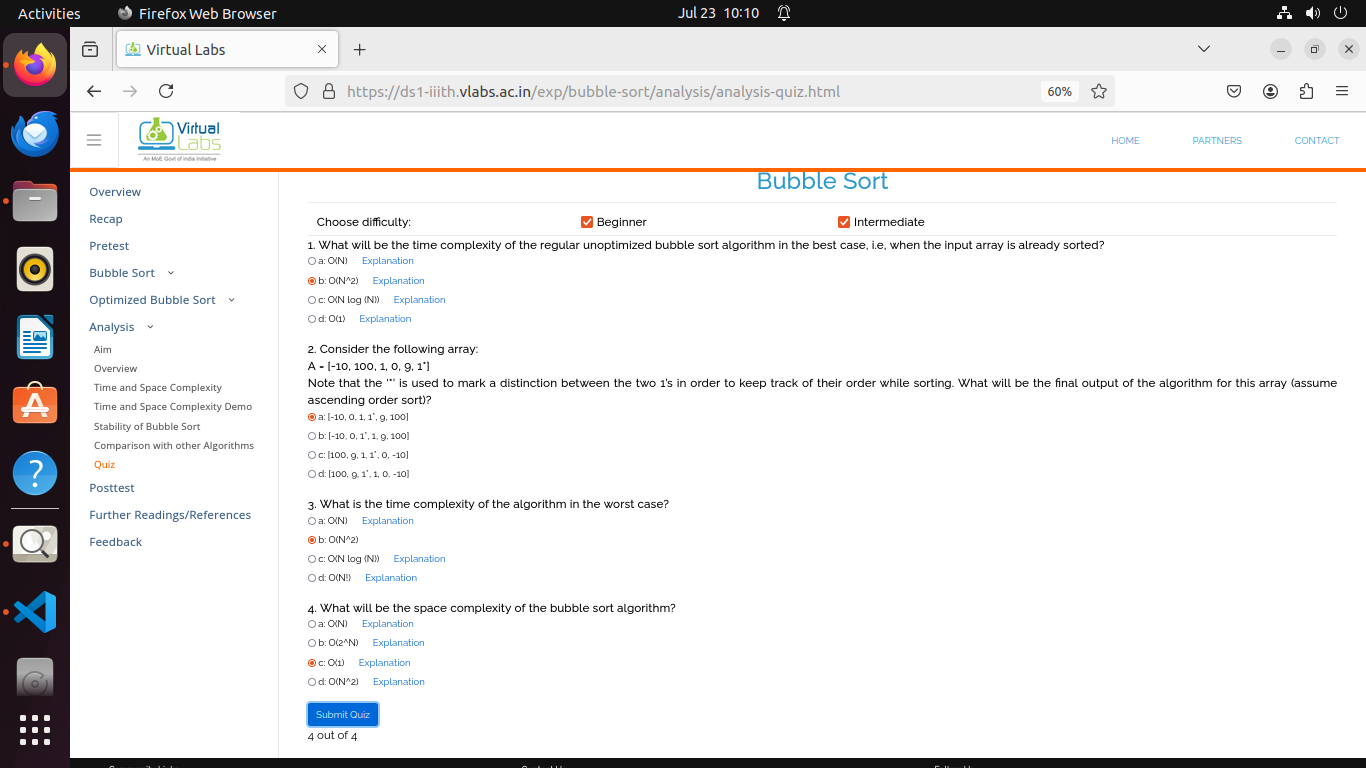 Activities
Firefox Web Browser
Jul 23 10:10
Virtual Labs
https://ds1-iiith.vlabs.ac.in/exp/bubble-sort/analysis/analysis-quiz.html
60%
Virtual
Labs
An MoE Govt of India Initiative
HOME
PARTNERS
CONTACT
Overview
Recap
Pretest
Bubble Sort
Optimized Bubble Sort
Analysis
Aim
Overview
Time and Space Complexity
Time and Space Complexity Demo
Stability of Bubble Sort
Comparison with other Algorithms
Quiz
Posttest
Further Readings/References
Feedback
Bubble Sort
Choose difficulty:
Beginner
Intermediate
1. What will be the time complexity of the regular unoptimized bubble sort algorithm in the best case, i.e, when the input array is already sorted?
a: O(N) Explanation
b: O(N^2) Explanation
c: O(N log (N)) Explanation
d: O(1) Explanation
2. Consider the following array:
A = [-10, 100, 1, 0, 9, 1*]
Note that the '*' is used to mark a distinction between the two 1's in order to keep track of their order while sorting. What will be the final output of the algorithm for this array (assume
ascending order sort)?
a: [-10, 0, 1, 1*, 9, 100]
b: [-10, 0, 1*, 1, 9, 100]
c: [100, 9, 1, 1*, 0, -10]
d: [100, 9, 1*, 1, 0, -10]
3. What is the time complexity of the algorithm in the worst case?
a: O(N) Explanation
b: O(N^2)
c: O(N log (N)) Explanation
d: O(N!) Explanation
4. What will be the space complexity of the bubble sort algorithm?
a: O(N) Explanation
b: O(2^N) Explanation
c: O(1) Explanation
d: O(N^2) Explanation
Submit Quiz
4 out of 4